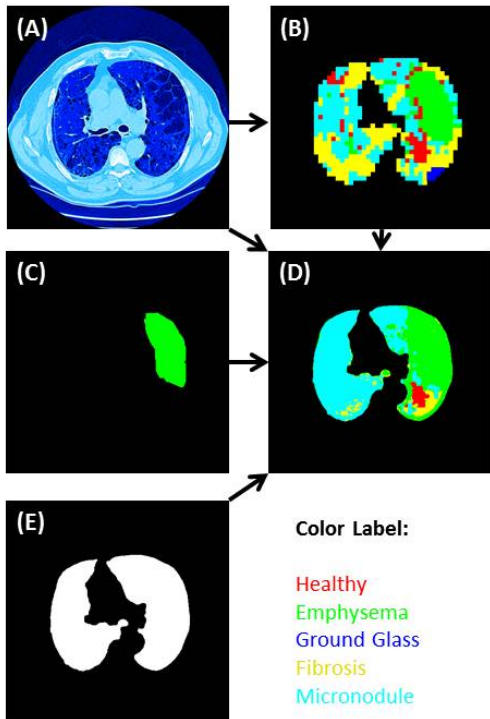 (A)
(B)
(C)
(D)
(E)
Color Label:
Healthy
Emphysema
Ground Glass
Fibrosis
Micronodule